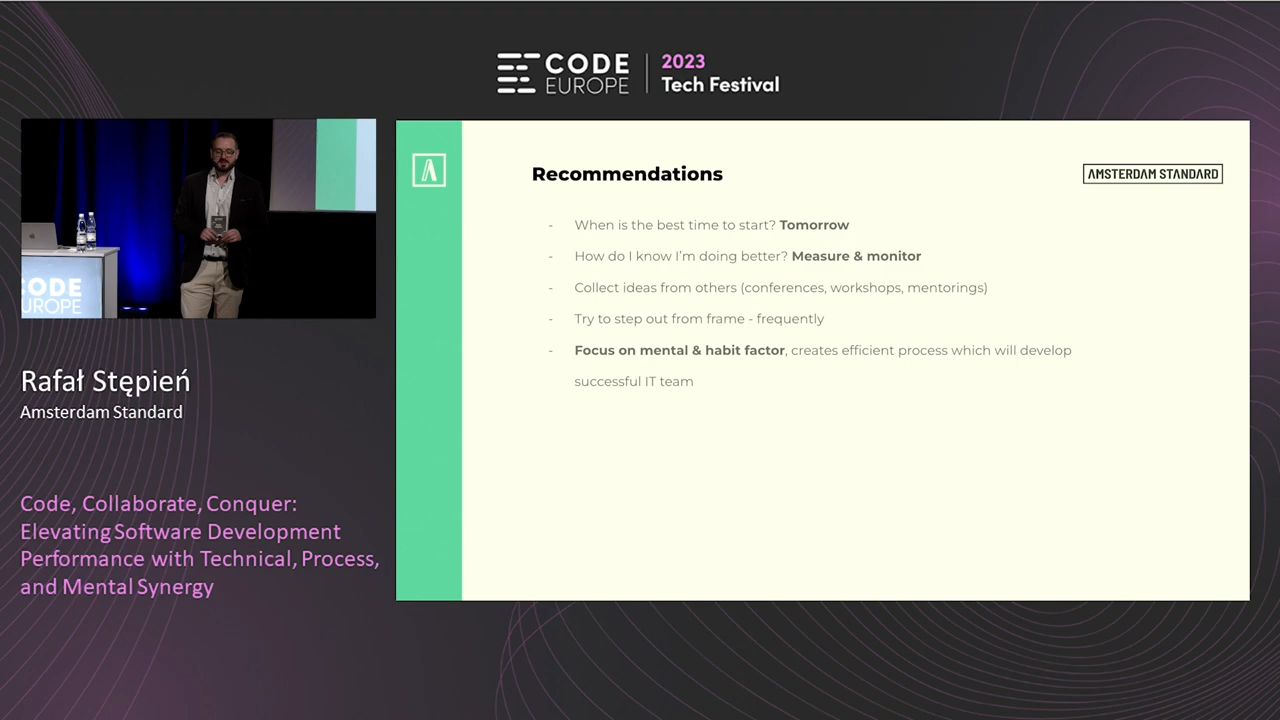 CODE
EUROPE
2023
Tech Festival
CODE
UROPE
Rafał Stępień
Amsterdam Standard
Code, Collaborate, Conquer:
Elevating Software Development
Performance with Technical, Process,
and Mental Synergy
Recommendations
AMSTERDAM STANDARD
- When is the best time to start? Tomorrow
- How do I know I'm doing better? Measure & monitor
- Collect ideas from others (conferences, workshops, mentorings)
- Try to step out from frame - frequently
- Focus on mental & habit factor, creates efficient process which will develop
successful IT team